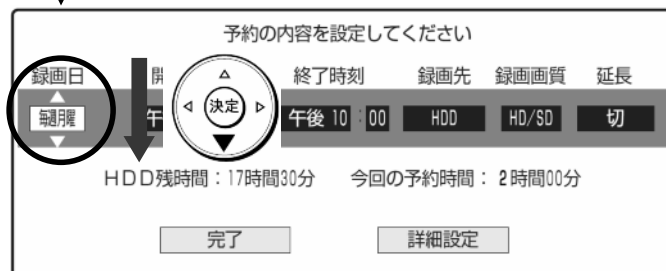 予約の内容を設定してください
録画日 開 終了時刻 録画先 録画画質 延長
毎週月曜 午 決定 午後 10:00 HDD HD/SD 切
HDD残時間：17時間30分 今回の予約時間：2時間00分
完了 詳細設定